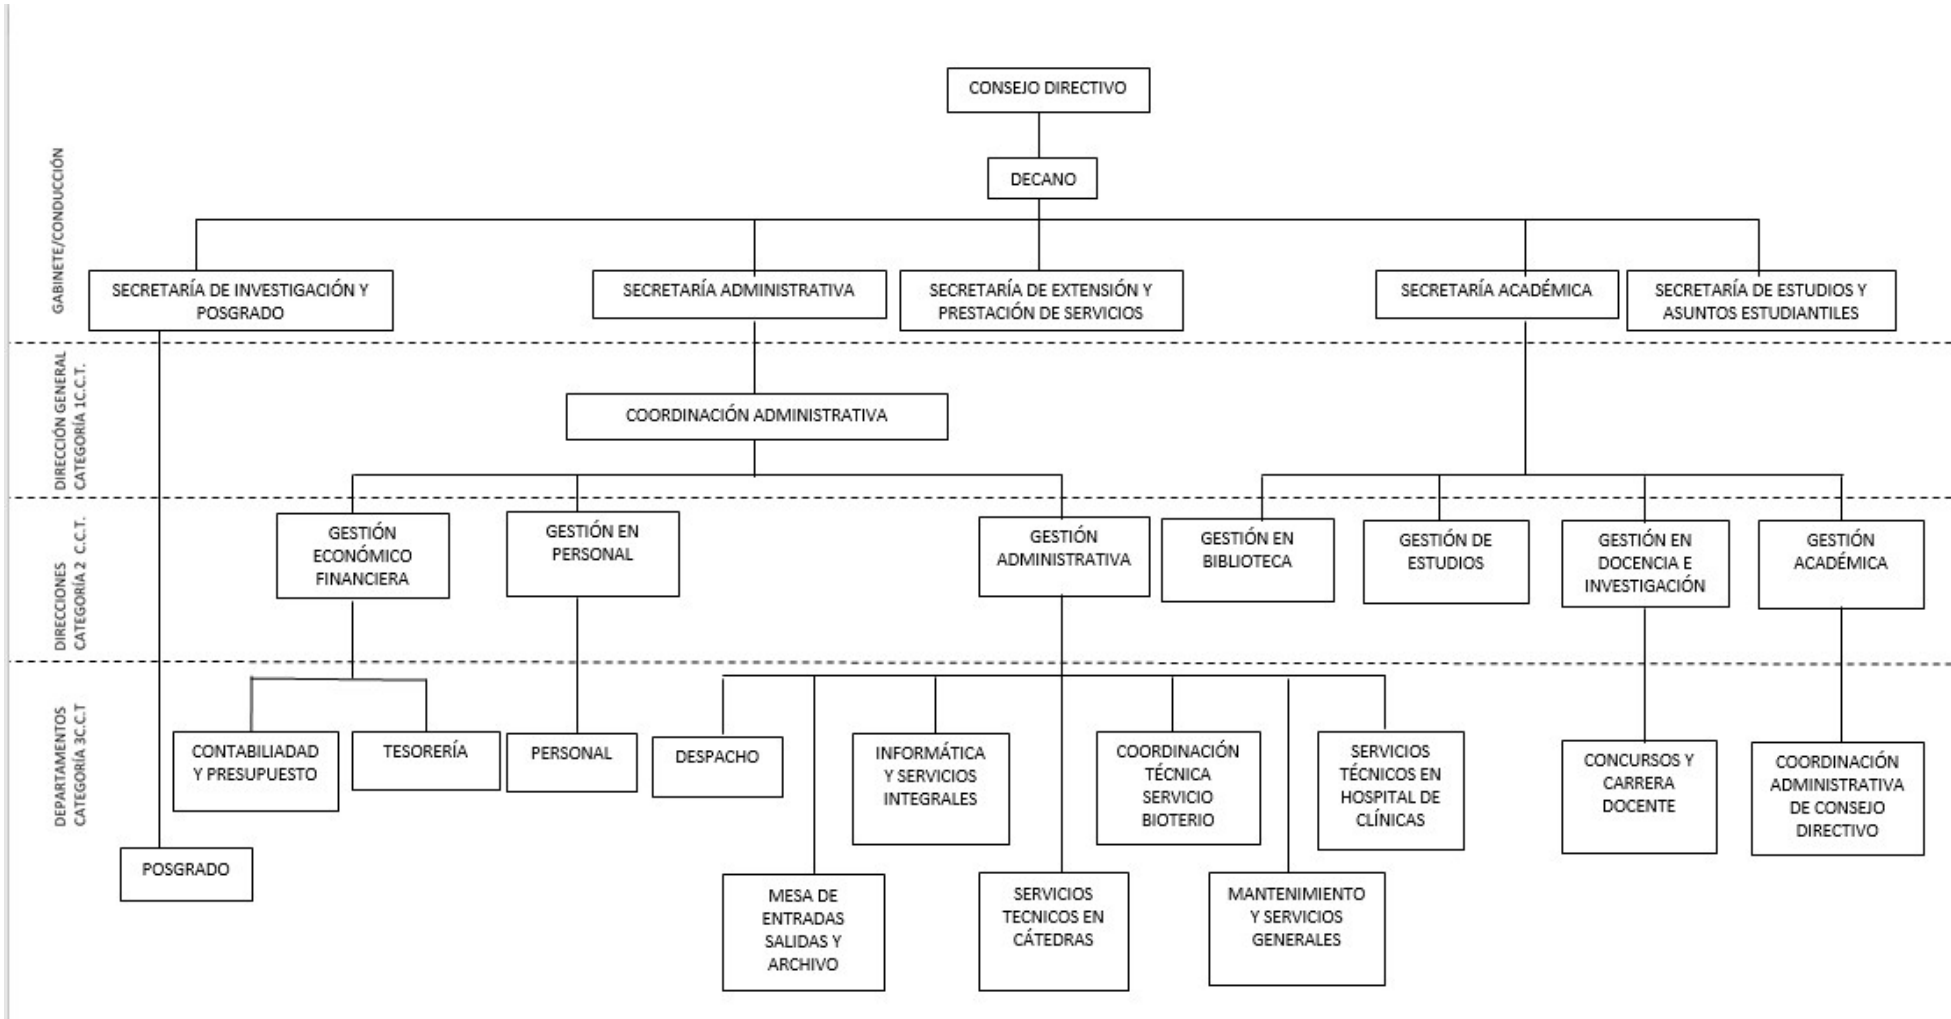 CONSEJO DIRECTIVO
DECANO
GABINETE/CONDUCCIÓN
SECRETARÍA DE INVESTIGACIÓN Y
POSGRADO
SECRETARÍA ADMINISTRATIVA
SECRETARÍA DE EXTENSIÓN Y
PRESTACIÓN DE SERVICIOS
SECRETARÍA ACADÉMICA
SECRETARÍA DE ESTUDIOS Y
ASUNTOS ESTUDIANTILES
DIRECCIÓN GENERAL
CATEGORÍA 1C.C.T.
COORDINACIÓN ADMINISTRATIVA
DIRECCIONES
CATEGORÍA 2 C.C.T.
GESTIÓN
ECONÓMICO
FINANCIERA
GESTIÓN EN
PERSONAL
GESTIÓN
ADMINISTRATIVA
GESTIÓN EN
BIBLIOTECA
GESTIÓN DE
ESTUDIOS
GESTIÓN EN
DOCENCIA E
INVESTIGACIÓN
GESTIÓN
ACADÉMICA
DEPARTAMENTOS
CATEGORÍA 3C.C.T
CONTABILIADAD
Y PRESUPUESTO
TESORERÍA
PERSONAL
DESPACHO
INFORMÁTICA
Y SERVICIOS
INTEGRALES
COORDINACIÓN
TÉCNICA
SERVICIO
BIOTERIO
SERVICIOS
TÉCNICOS EN
HOSPITAL DE
CLÍNICAS
CONCURSOS Y
CARRERA
DOCENTE
COORDINACIÓN
ADMINISTRATIVA
DE CONSEJO
DIRECTIVO
POSGRADO
MESA DE
ENTRADAS
SALIDAS Y
ARCHIVO
SERVICIOS
TECNICOS EN
CÁTEDRAS
MANTENIMIENTO
Y SERVICIOS
GENERALES